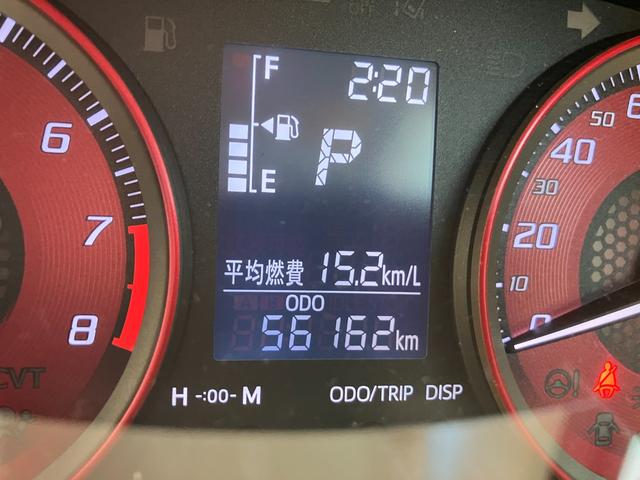 OFF
F 2:20
6 P 50
40
E 30
7 20
平均燃費 15.2km/L 10
ODO
8 56162km 0
CVT H -:00- M ODO/TRIP DISP